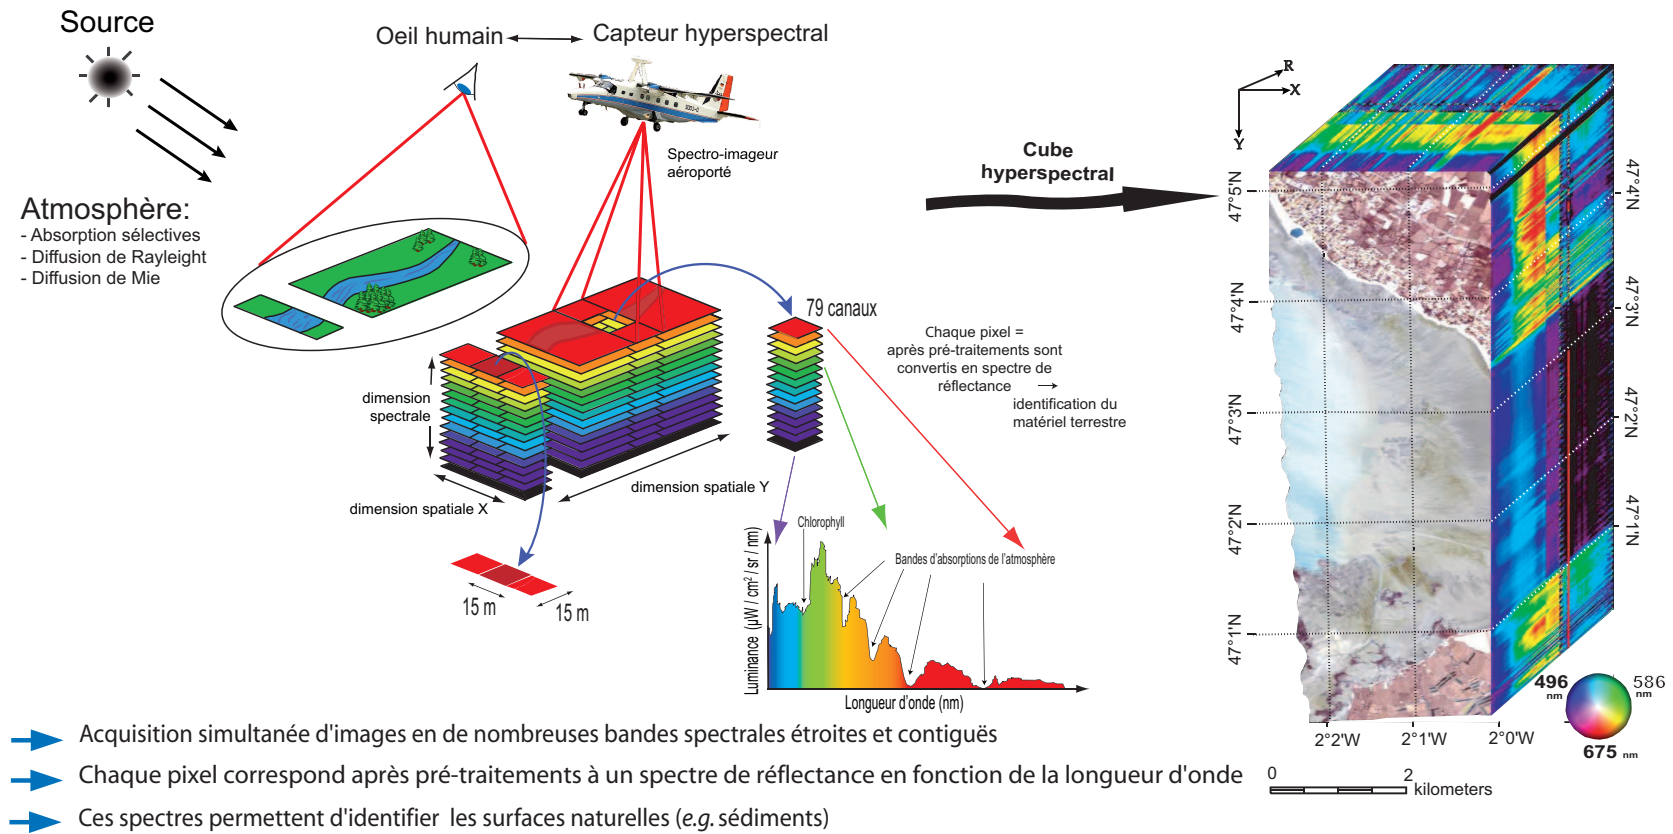 Source
Oeil humain
Capteur hyperspectral
Spectro-imageur
aéroporté
Atmosphère:
- Absorption sélectives
- Diffusion de Rayleight
- Diffusion de Mie
Cube
hyperspectral
79 canaux
Chaque pixel =
après pré-traitements sont
convertis en spectre de
réflectance
identification du
matériel terrestre
dimension
spectrale
dimension spatiale X
dimension spatiale Y
15 m
15 m
Chlorophyll
Bandes d'absorptions de l'atmosphère
Luminance (µW / cm² / sr / nm)
Longueur d'onde (nm)
R
X
Y
47°5'N
47°4'N
47°3'N
47°2'N
47°1'N
47°4'N
47°3'N
47°2'N
47°1'N
2°2'W
2°1'W
2°0'W
496
nm
586
nm
675 nm
0
2
kilometers
Acquisition simultanée d'images en de nombreuses bandes spectrales étroites et contiguës
Chaque pixel correspond après pré-traitements à un spectre de réflectance en fonction de la longueur d'onde
Ces spectres permettent d'identifier les surfaces naturelles (e.g. sédiments)